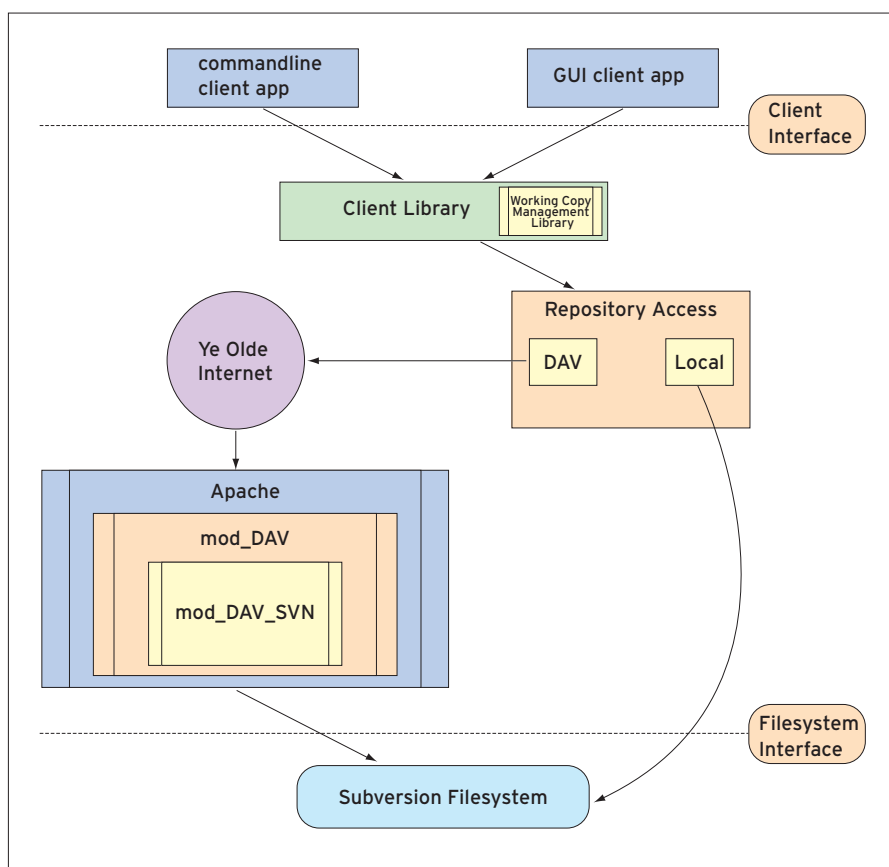 commandline
client app
GUI client app
Client
Interface
Client Library
Working Copy
Management
Library
Repository Access
DAV
Local
Ye Olde
Internet
Apache
mod_DAV
mod_DAV_SVN
Filesystem
Interface
Subversion Filesystem